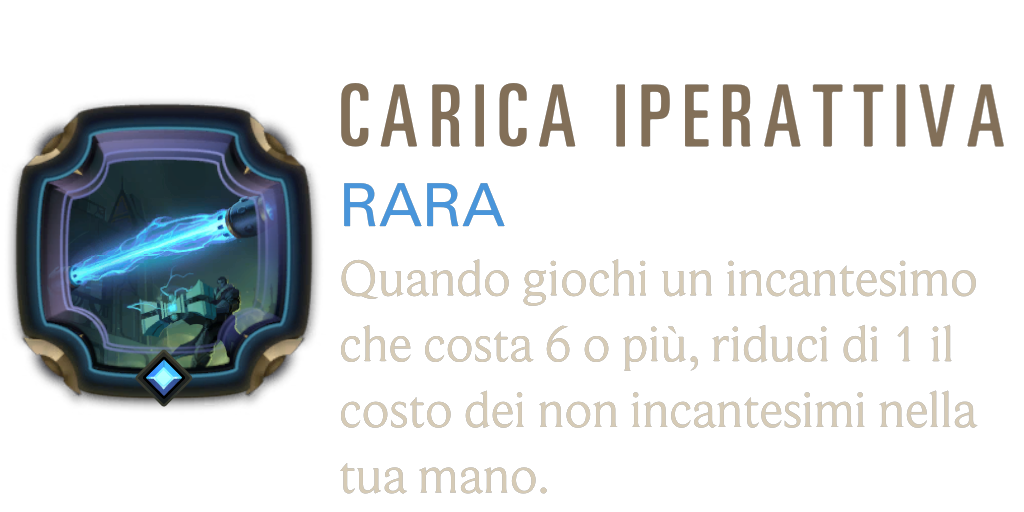 CARICA IPERATTIVA
RARA
Quando giochi un incantesimo
che costa 6 o più, riduci di 1 il
costo dei non incantesimi nella
tua mano.